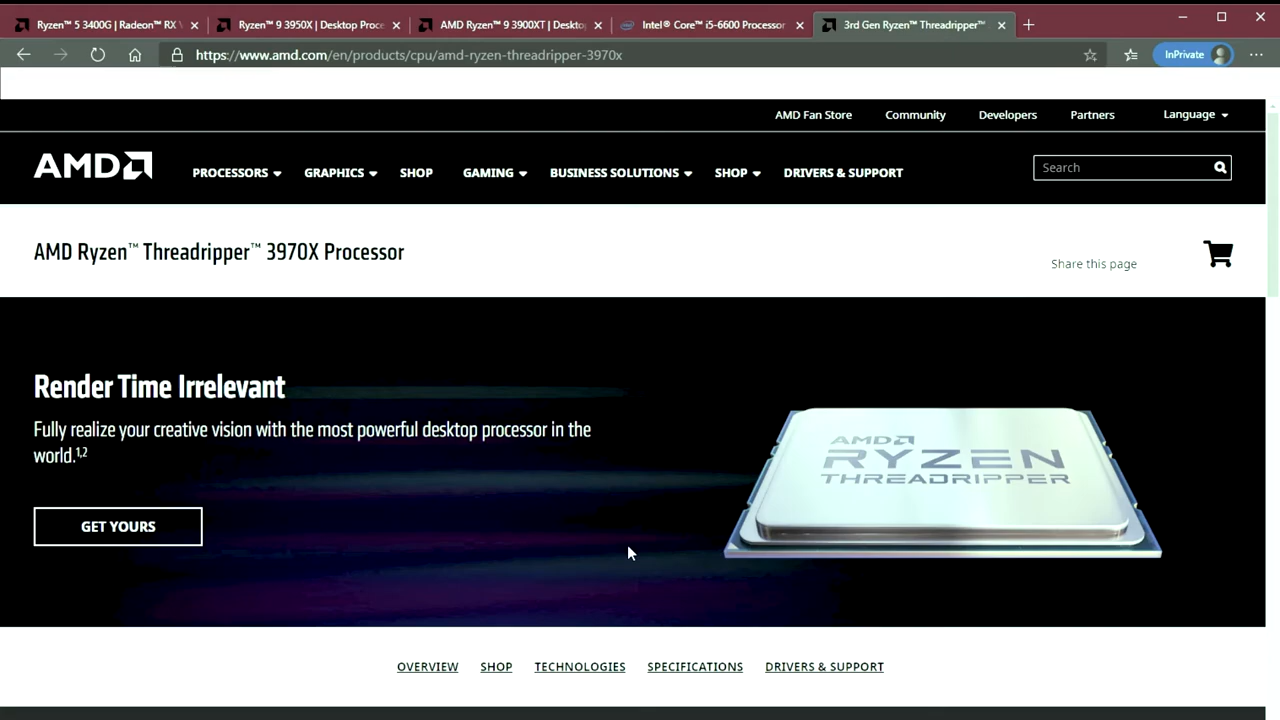 Ryzen™ 5 3400G | Radeon™ RX
Ryzen™ 9 3950X | Desktop Proce
AMD Ryzen™ 9 3900XT | Deskto
Intel® Core™ i5-6600 Processor
3rd Gen Ryzen™ Threadripper™
https://www.amd.com/en/products/cpu/amd-ryzen-threadripper-3970x
InPrivate
AMD Fan Store Community Developers Partners Language
AMD PROCESSORS GRAPHICS SHOP GAMING BUSINESS SOLUTIONS SHOP DRIVERS & SUPPORT Search
AMD Ryzen™ Threadripper™ 3970X Processor
Share this page
Render Time Irrelevant
Fully realize your creative vision with the most powerful desktop processor in the
world.1,2
GET YOURS
AMD
RYZEN
THREADRIPPER
OVERVIEW SHOP TECHNOLOGIES SPECIFICATIONS DRIVERS & SUPPORT